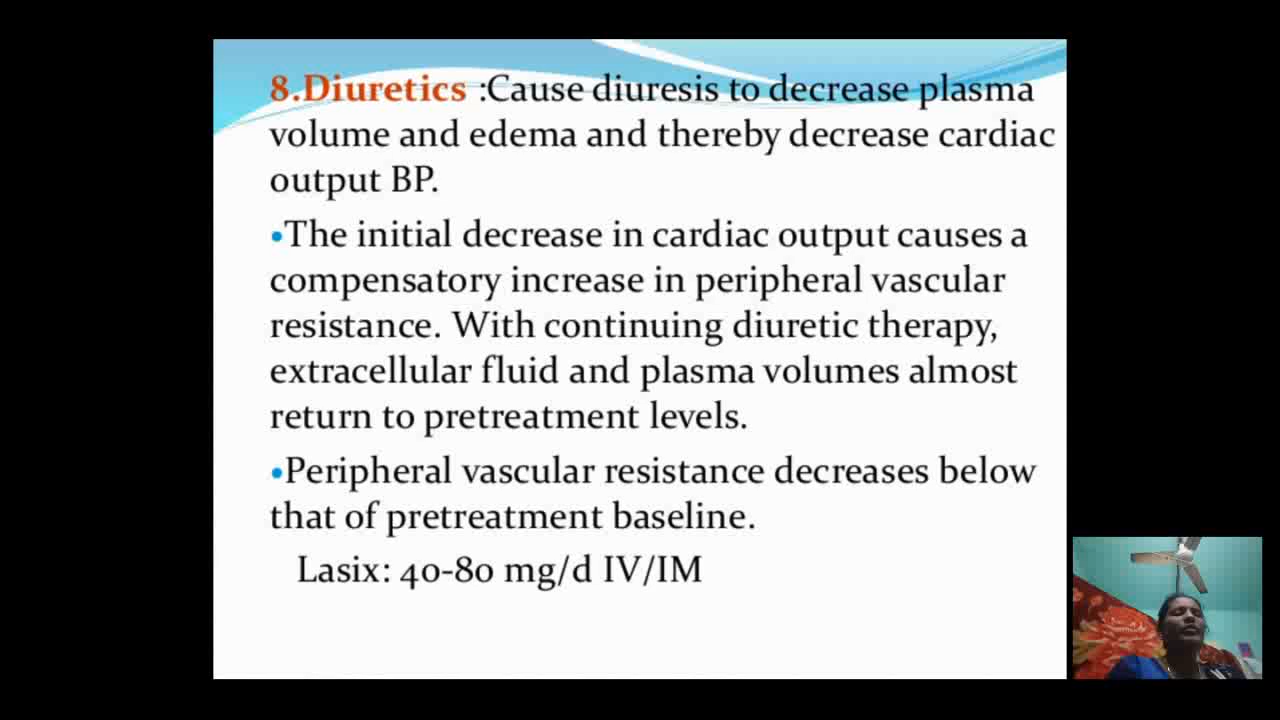 8.Diuretics :Cause diuresis to decrease plasma
volume and edema and thereby decrease cardiac
output BP.
•The initial decrease in cardiac output causes a
compensatory increase in peripheral vascular
resistance. With continuing diuretic therapy,
extracellular fluid and plasma volumes almost
return to pretreatment levels.
•Peripheral vascular resistance decreases below
that of pretreatment baseline.
Lasix: 40-80 mg/d IV/IM